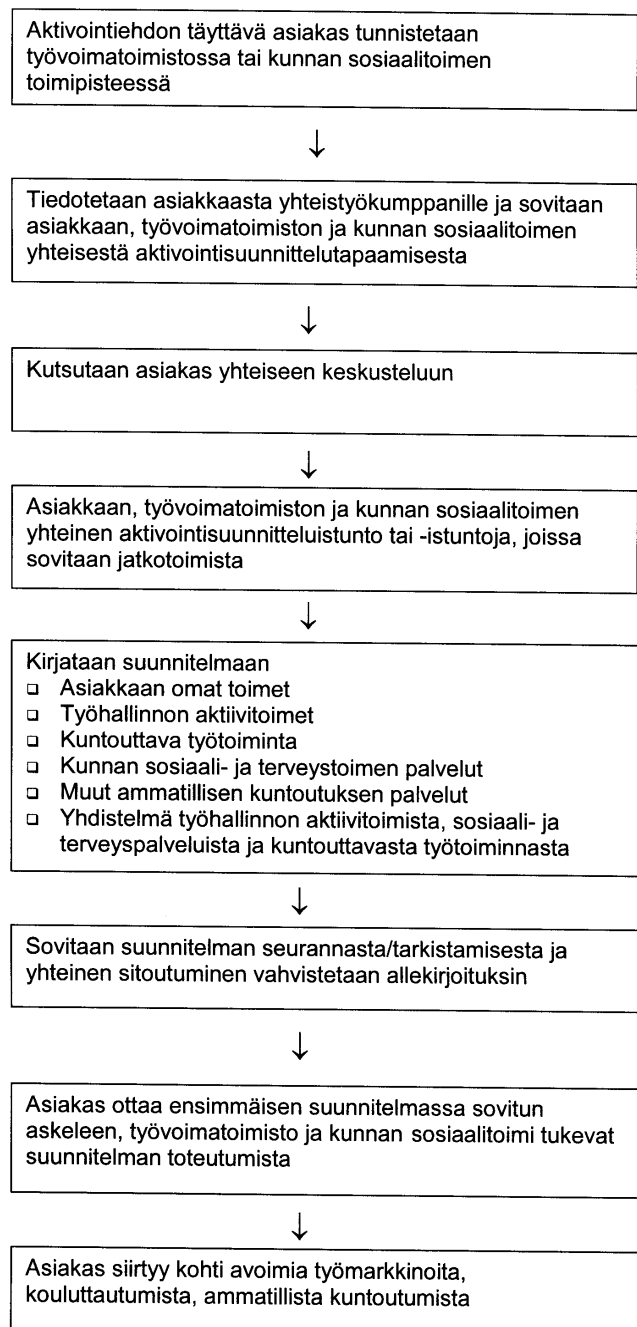 Aktivointiehdon täyttävä asiakas tunnistetaan
työvoimatoimistossa tai kunnan sosiaalitoimen
toimipisteessä
↓
Tiedotetaan asiakkaasta yhteistyökumppanille ja sovitaan
asiakkaan, työvoimatoimiston ja kunnan sosiaalitoimen
yhteisestä aktivointisuunnittelutapaamisesta
↓
Kutsutaan asiakas yhteiseen keskusteluun
↓
Asiakkaan, työvoimatoimiston ja kunnan sosiaalitoimen
yhteinen aktivointisuunnitteluistunto tai -istuntoja, joissa
sovitaan jatkotoimista
↓
Kirjataan suunnitelmaan
❑ Asiakkaan omat toimet
❑ Työhallinnon aktiivitoimet
❑ Kuntouttava työtoiminta
❑ Kunnan sosiaali- ja terveystoimen palvelut
❑ Muut ammatillisen kuntoutuksen palvelut
❑ Yhdistelmä työhallinnon aktiivitoimista, sosiaali- ja
terveyspalveluista ja kuntouttavasta työtoiminnasta
↓
Sovitaan suunnitelman seurannasta/tarkistamisesta ja
yhteinen sitoutuminen vahvistetaan allekirjoituksin
↓
Asiakas ottaa ensimmäisen suunnitelmassa sovitun
askeleen, työvoimatoimisto ja kunnan sosiaalitoimi tukevat
suunnitelman toteutumista
↓
Asiakas siirtyy kohti avoimia työmarkkinoita,
kouluttautumista, ammatillista kuntoutumista